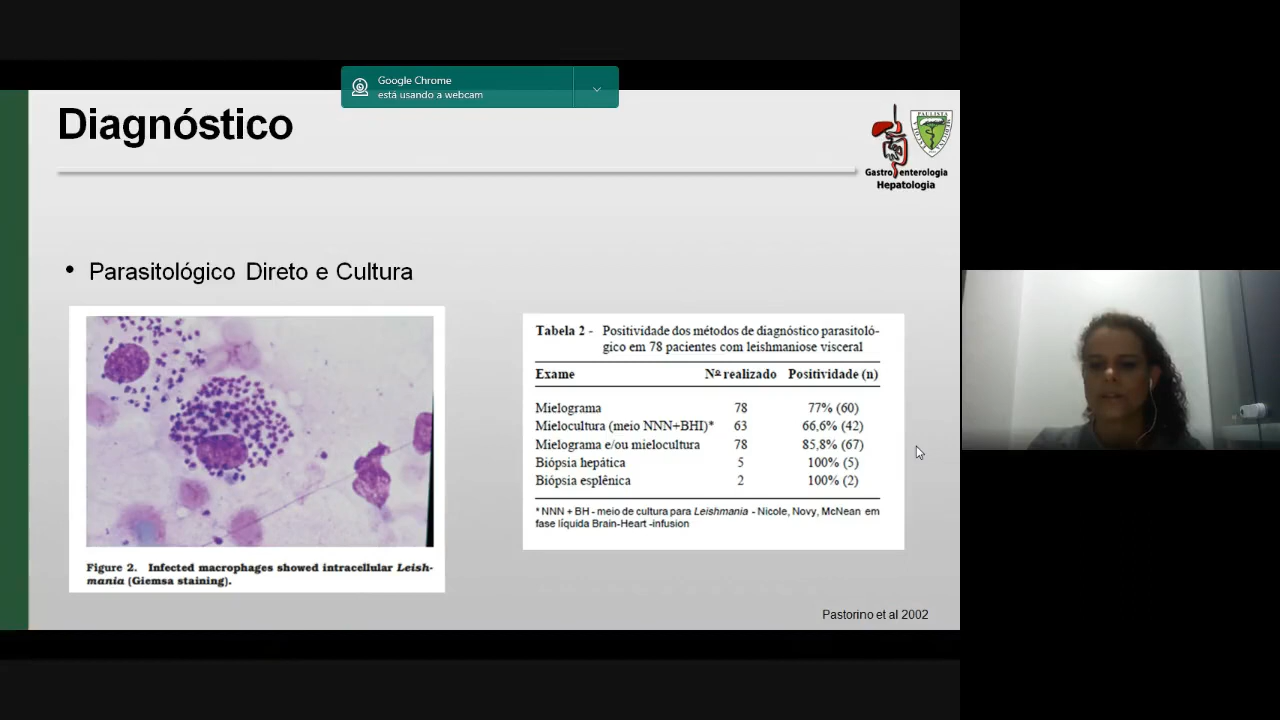 Google Chrome
está usando a webcam
Diagnóstico
Gastroenterologia
Hepatologia
• Parasitológico Direto e Cultura
Figure 2. Infected macrophages showed intracellular Leish-
mania (Giemsa staining).
Tabela 2 - Positividade dos métodos de diagnóstico parasitoló-
gico em 78 pacientes com leishmaniose visceral
Exame Nº realizado Positividade (n)
Mielograma 78 77% (60)
Mielocultura (meio NNN+BHI)* 63 66,6% (42)
Mielograma e/ou mielocultura 78 85,8% (67)
Biópsia hepática 5 100% (5)
Biópsia esplênica 2 100% (2)
* NNN + BH - meio de cultura para Leishmania - Nicole, Novy, McNean em
fase líquida Brain-Heart -infusion
Pastorino et al 2002